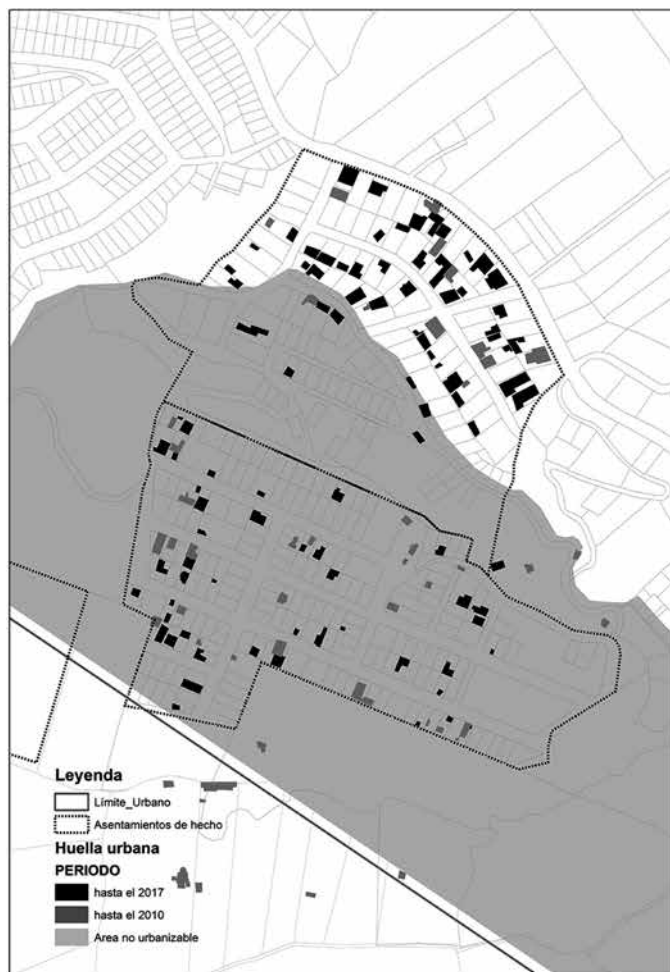 Leyenda
Límite_Urbano
Asentamientos de hecho
Huella urbana
PERIODO
hasta el 2017
hasta el 2010
Area no urbanizable